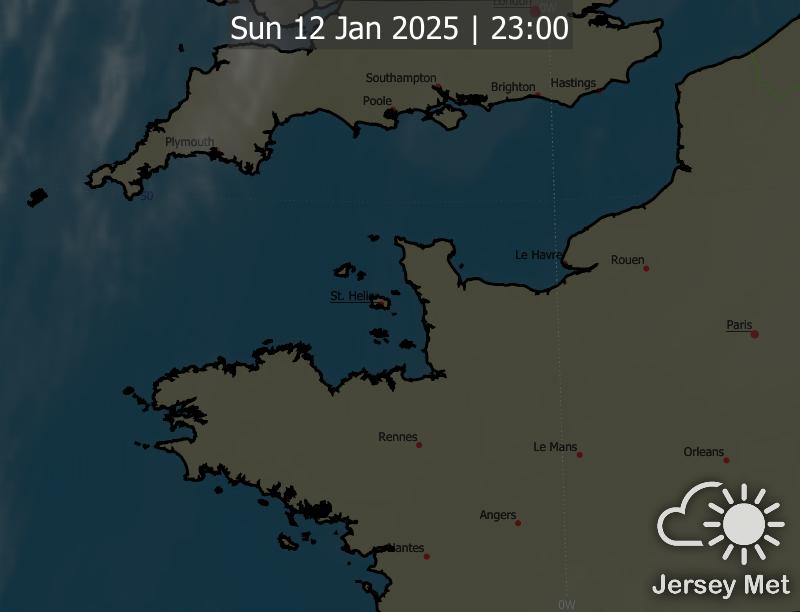 London
0W
Sun 12 Jan 2025 | 23:00
Southampton
Brighton
Hastings
Poole
Plymouth
50
Le Havre
Rouen
St. Helier
Paris
Rennes
Le Mans
Orleans
Angers
Nantes
Jersey Met
0W